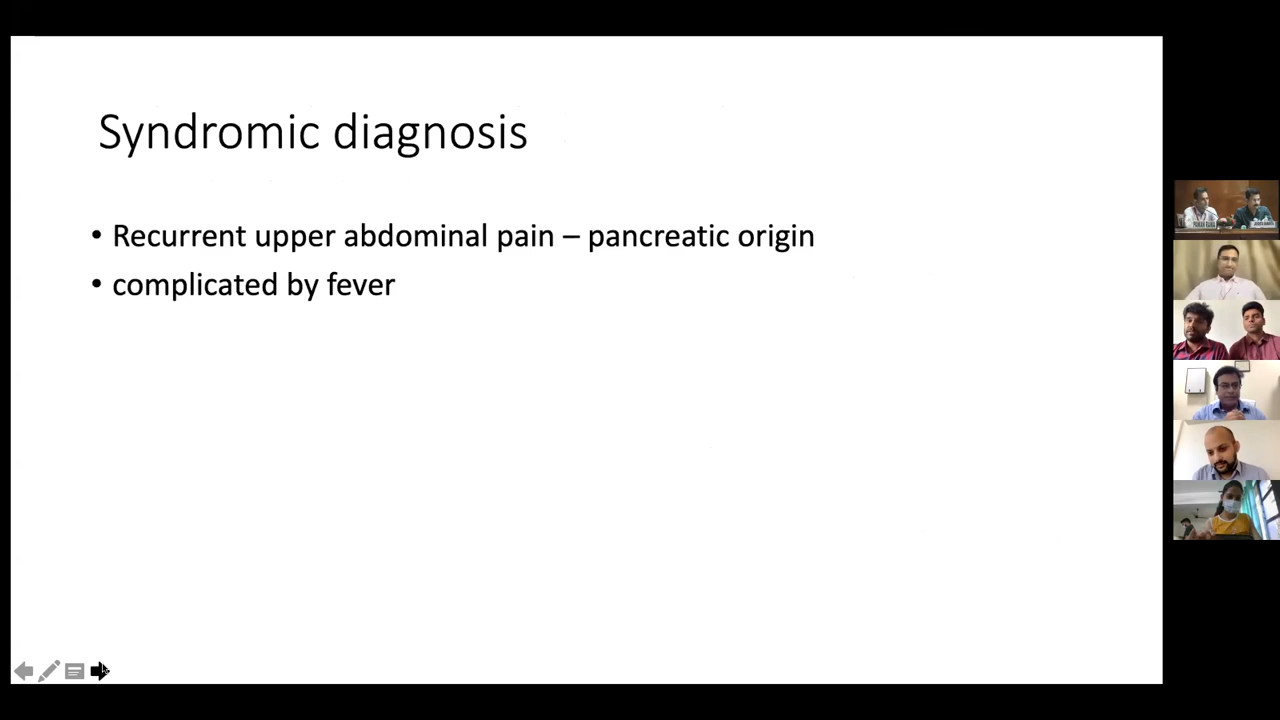 Syndromic diagnosis
• Recurrent upper abdominal pain – pancreatic origin
• complicated by fever